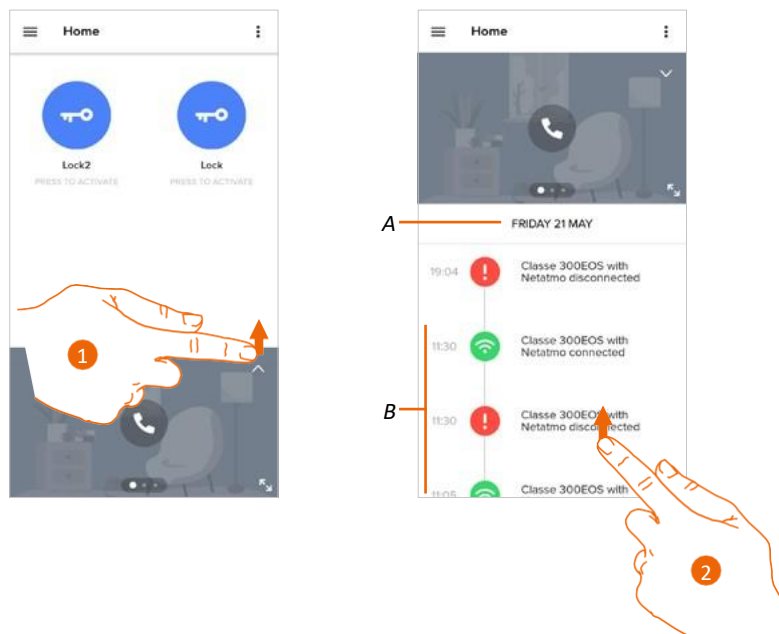 Home
Lock2
Lock
PRESS TO ACTIVATE
PRESS TO ACTIVATE
1
Home
A
FRIDAY 21 MAY
19:04
Classe 300EOS with
Netatmo disconnected
B
11:30
Classe 300EOS with
Netatmo connected
11:30
Classe 300EOS with
Netatmo disconnected
11:05
Classe 300EOS with
2